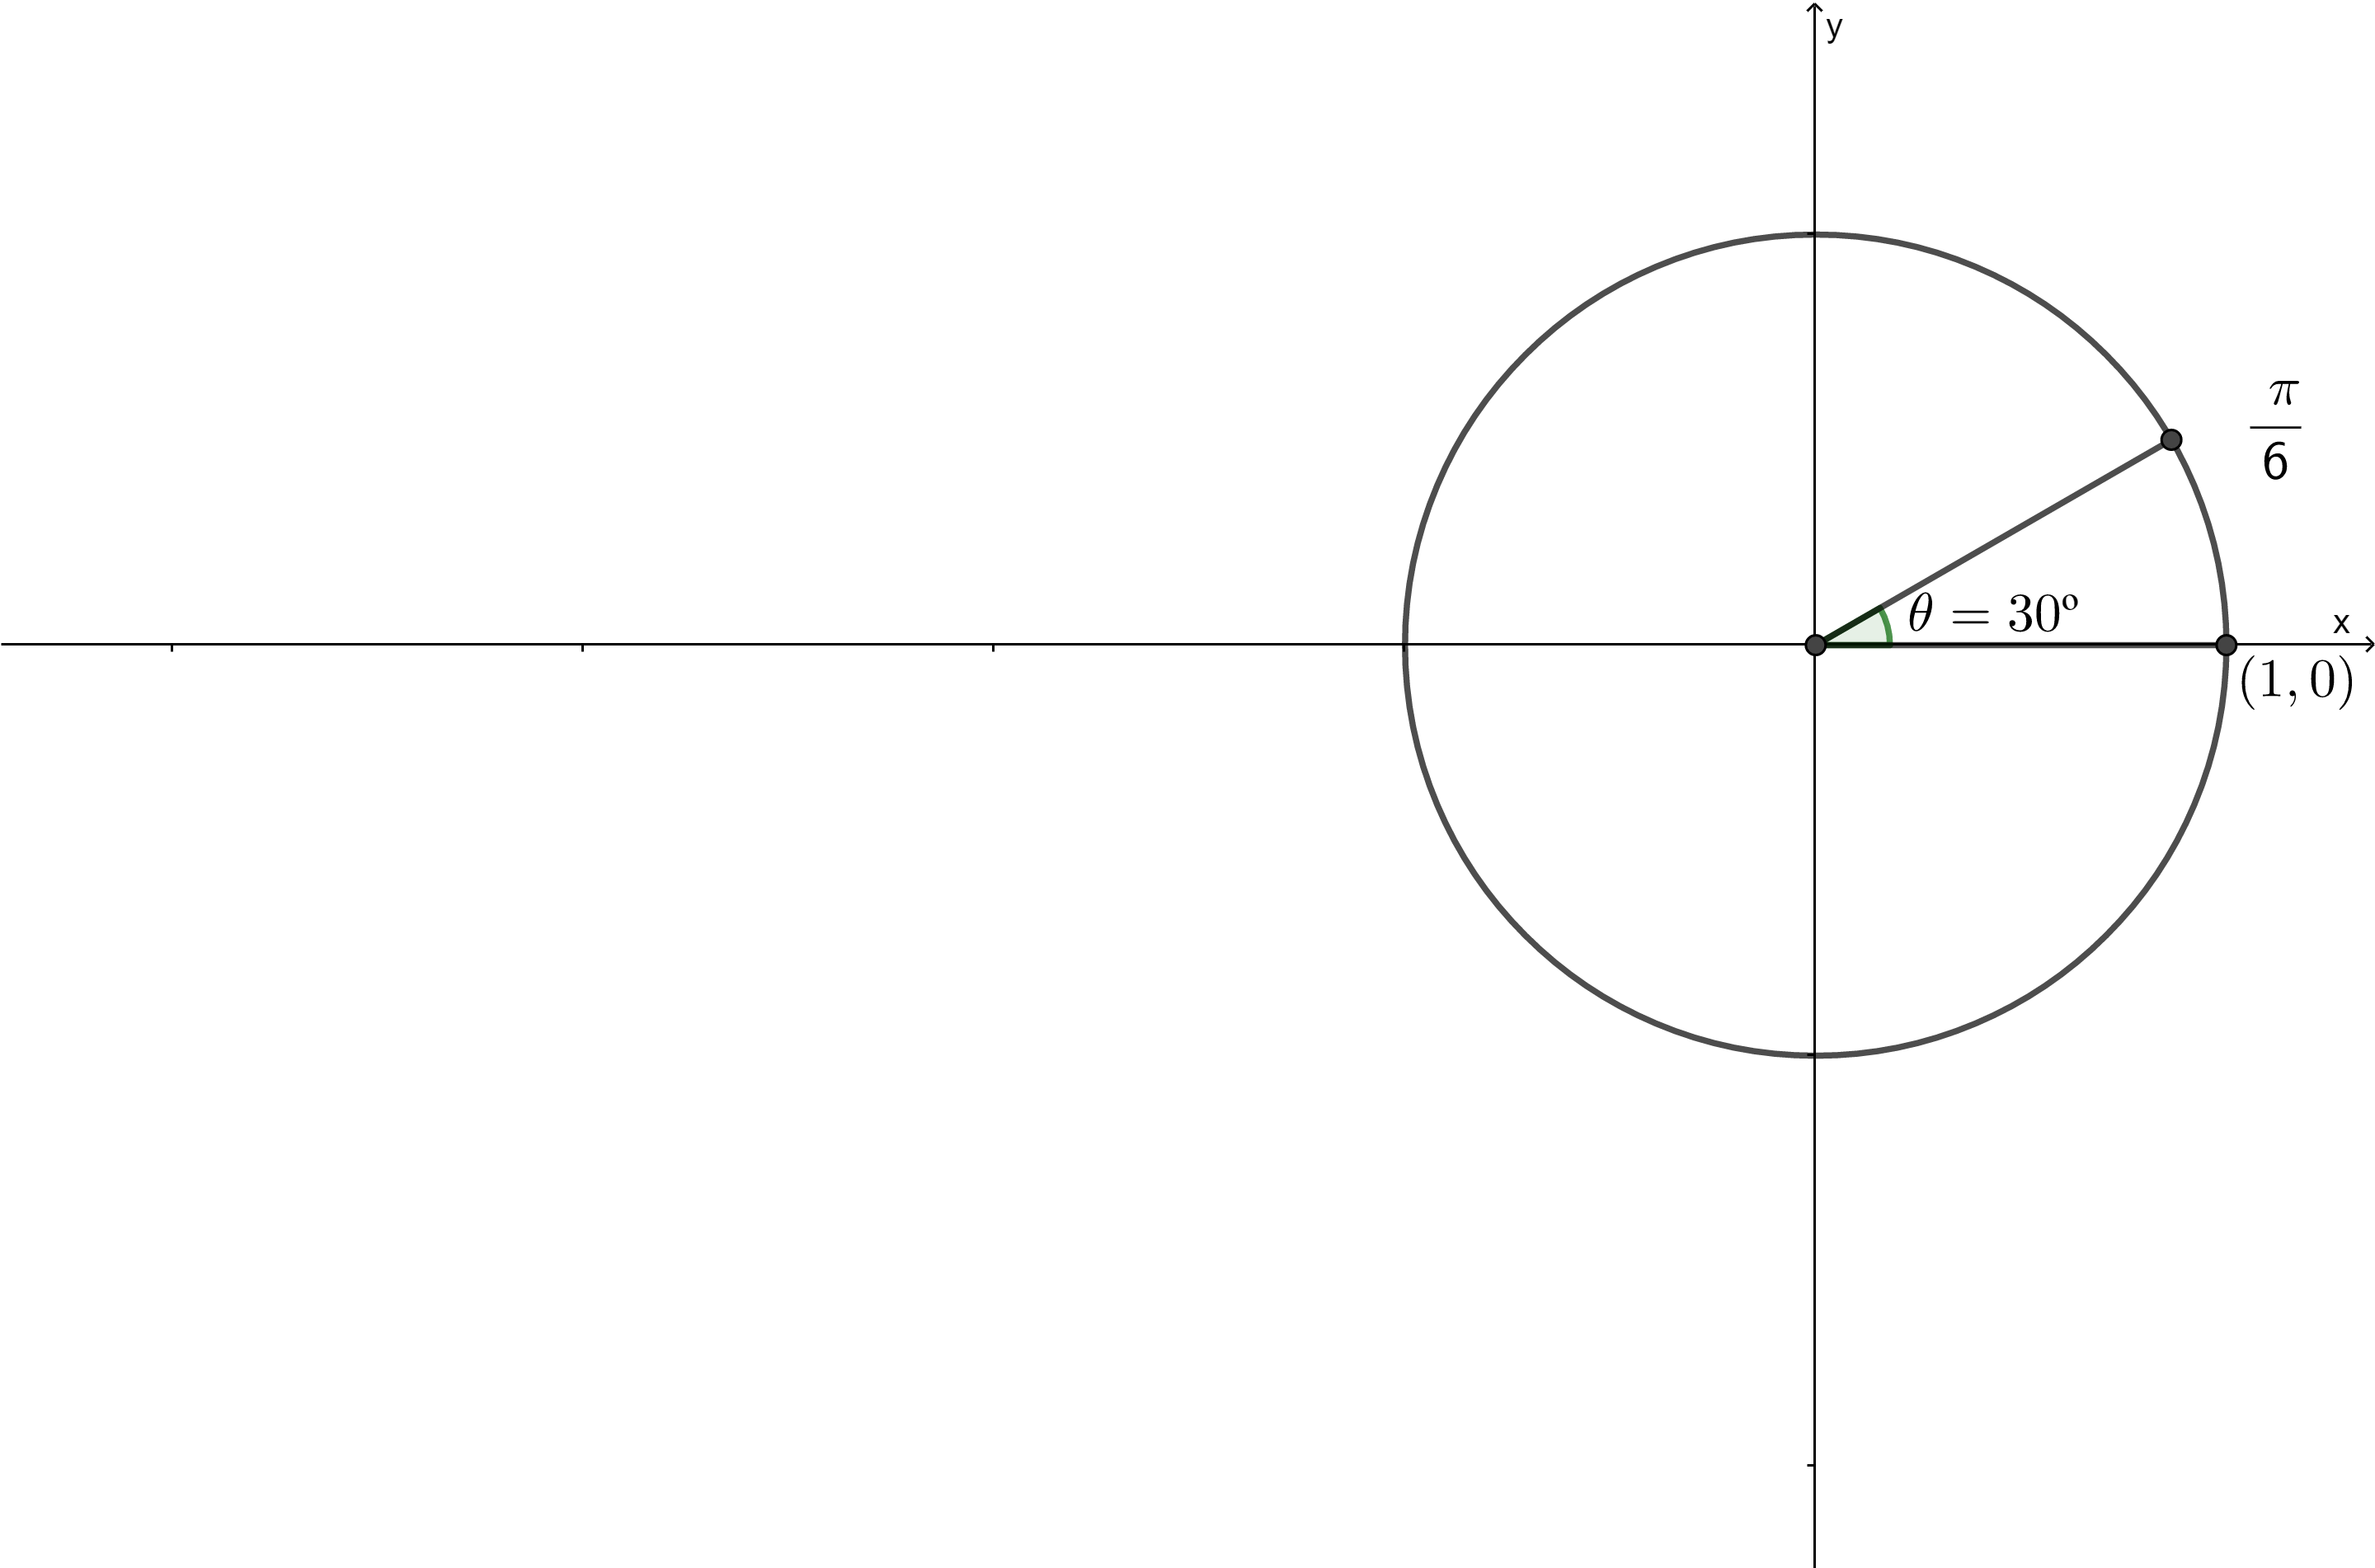 y
π
6
θ = 30º
x
(1, 0)